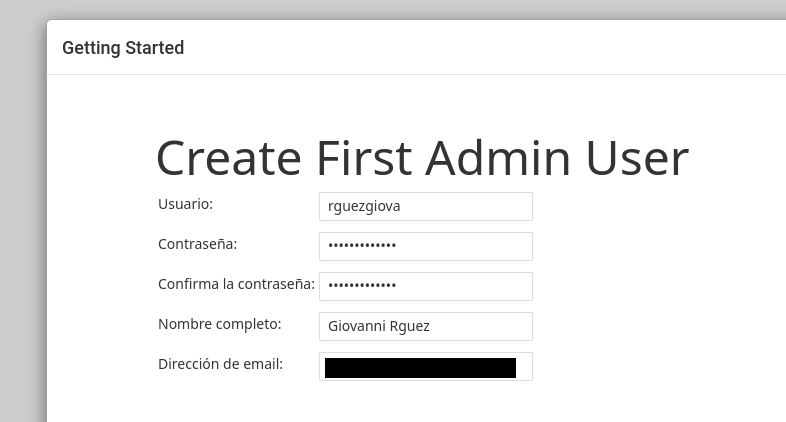 Getting Started
Create First Admin User
Usuario: rguezgiova
Contraseña: •••••••••••••
Confirma la contraseña: •••••••••••••
Nombre completo: Giovanni Rguez
Dirección de email: